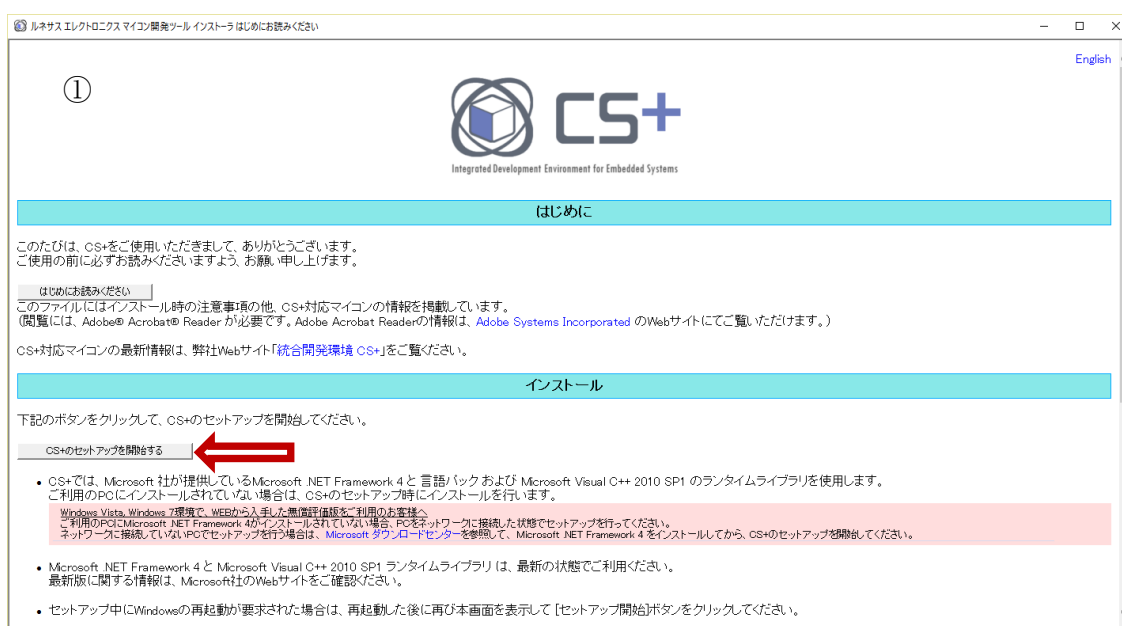 ルネサス エレクトロニクス マイコン開発ツール インストーラ はじめにお読みください
English
①
CS+
Integrated Development Environment for Embedded Systems
はじめに
このたびは、CS+をご使用いただきまして、ありがとうございます。
ご使用の前に必ずお読みくださいますよう、お願い申し上げます。
はじめにお読みください
このファイルにはインストール時の注意事項の他、CS+対応マイコンの情報を掲載しています。
(閲覧には、Adobe® Acrobat® Reader が必要です。Adobe Acrobat Readerの情報は、Adobe Systems Incorporated のWebサイトにてご覧いただけます。)
CS+対応マイコンの最新情報は、弊社Webサイト「統合開発環境 CS+」をご覧ください。
インストール
下記のボタンをクリックして、CS+のセットアップを開始してください。
CS+のセットアップを開始する
• CS+では、Microsoft 社が提供しているMicrosoft .NET Framework 4 と 言語パック および Microsoft Visual C++ 2010 SP1 のランタイムライブラリを使用します。
ご利用のPCにインストールされていない場合は、CS+のセットアップ時にインストールを行います。
Windows Vista, Windows 7環境で、WEBから入手した無償評価版をご利用のお客様へ
ご利用のPCにMicrosoft .NET Framework 4がインストールされていない場合、PCをネットワークに接続した状態でセットアップを行ってください。
ネットワークに接続していないPCでセットアップを行う場合は、Microsoft ダウンロードセンターを参照して、Microsoft .NET Framework 4 をインストールしてから、CS+のセットアップを開始してください。
• Microsoft .NET Framework 4 と Microsoft Visual C++ 2010 SP1 ランタイムライブラリ は、最新の状態でご利用ください。
最新版に関する情報は、Microsoft社のWebサイトをご確認ください。
• セットアップ中にWindowsの再起動が要求された場合は、再起動した後に再び本画面を表示して [セットアップ開始]ボタンをクリックしてください。